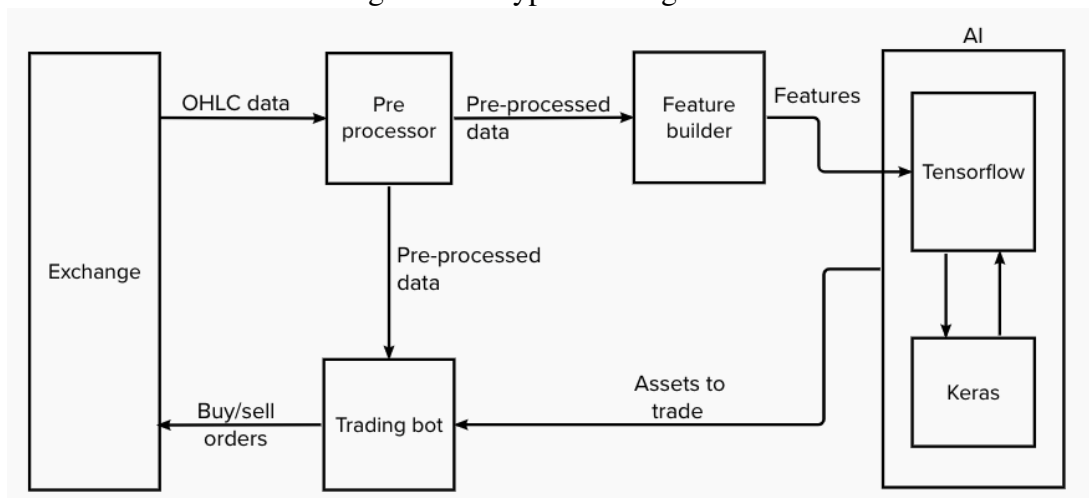 AI
OHLC data
Pre
processor
Pre-processed
data
Feature
builder
Features
Tensorflow
Exchange
Pre-processed
data
Keras
Assets to
trade
Buy/sell
orders
Trading bot